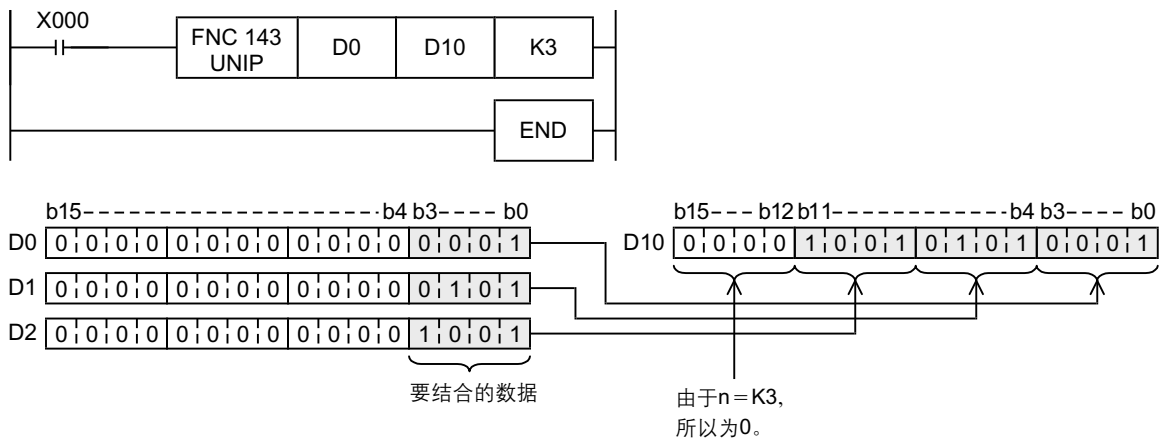 X000
FNC 143 D0 D10 K3
UNIP
END
b15 b4 b3 b0 b15 b12 b11 b4 b3 b0
D0 0 0 0 0 0 0 0 0 0 0 0 0 0 0 0 1 D10 0 0 0 0 1 0 0 1 0 1 0 1 0 0 0 1
D1 0 0 0 0 0 0 0 0 0 0 0 0 0 1 0 1
D2 0 0 0 0 0 0 0 0 0 0 0 0 1 0 0 1
要结合的数据
由于n=K3,
所以为0。